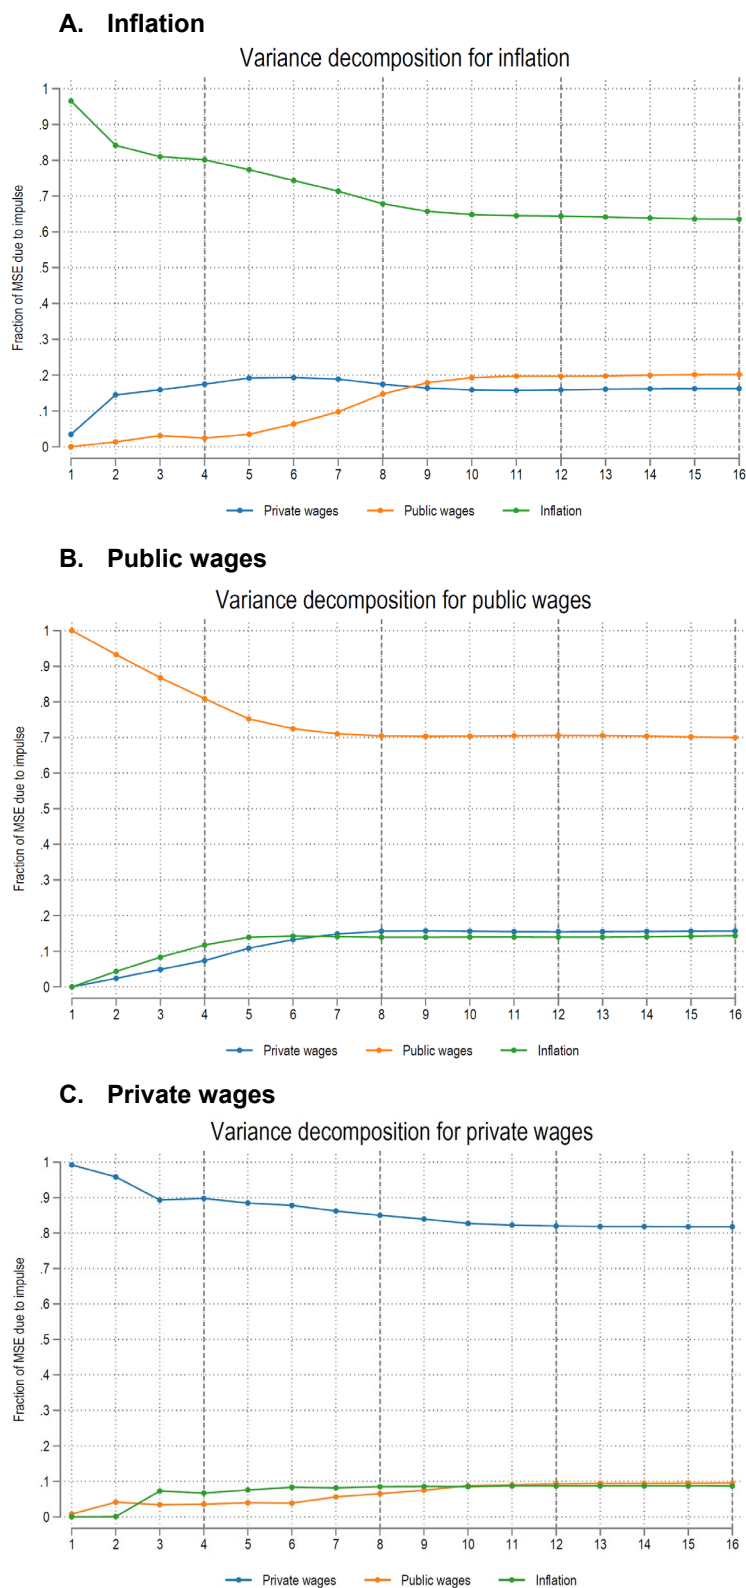 A. Inflation
Variance decomposition for inflation
Fraction of MSE due to impulse
1
.9
.8
.7
.6
.5
.4
.3
.2
.1
0
1 2 3 4 5 6 7 8 9 10 11 12 13 14 15 16
Private wages Public wages Inflation
B. Public wages
Variance decomposition for public wages
Fraction of MSE due to impulse
1
.9
.8
.7
.6
.5
.4
.3
.2
.1
0
1 2 3 4 5 6 7 8 9 10 11 12 13 14 15 16
Private wages Public wages Inflation
C. Private wages
Variance decomposition for private wages
Fraction of MSE due to impulse
1
.9
.8
.7
.6
.5
.4
.3
.2
.1
0
1 2 3 4 5 6 7 8 9 10 11 12 13 14 15 16
Private wages Public wages Inflation